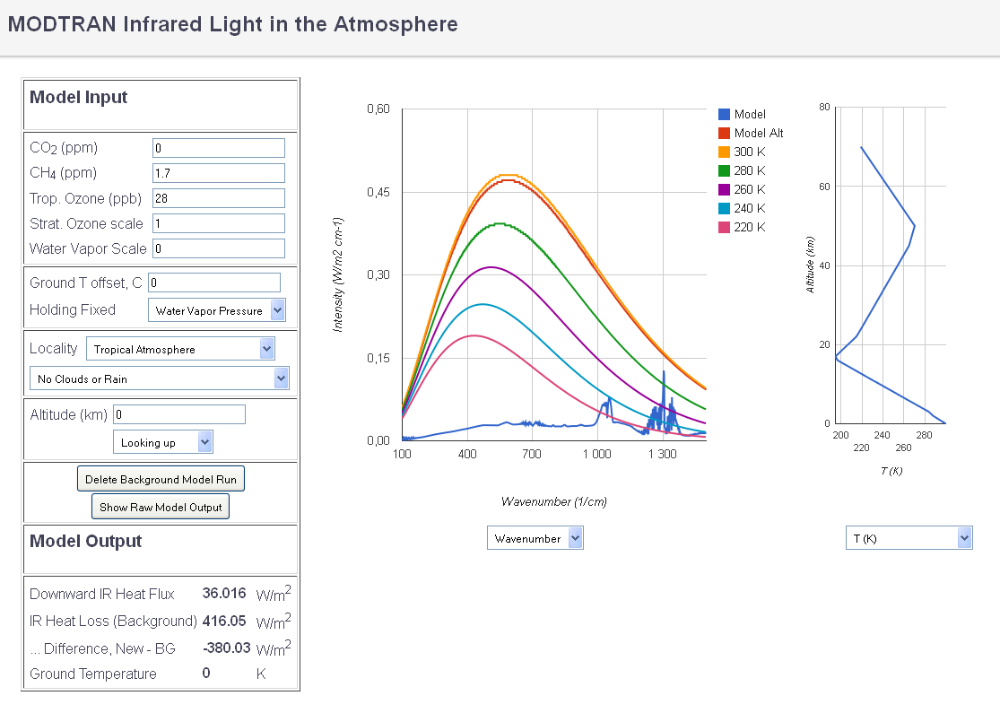 MODTRAN Infrared Light in the Atmosphere
Model Input
CO2 (ppm) 0
CH4 (ppm) 1.7
Trop. Ozone (ppb) 28
Strat. Ozone scale 1
Water Vapor Scale 0
Ground T offset, C 0
Holding Fixed Water Vapor Pressure
Locality Tropical Atmosphere
No Clouds or Rain
Altitude (km) 0
Looking up
Delete Background Model Run
Show Raw Model Output
Model Output
Downward IR Heat Flux 36.016 W/m2
IR Heat Loss (Background) 416.05 W/m2
... Difference, New - BG -380.03 W/m2
Ground Temperature 0 K
Intensity (W/m2 cm-1)
0,60
0,45
0,30
0,15
0,00
100 400 700 1 000 1 300
Wavenumber (1/cm)
Wavenumber
Model
Model Alt
300 K
280 K
260 K
240 K
220 K
Altitude (km)
80
60
40
20
0
200 240 280
220 260
T (K)
T (K)